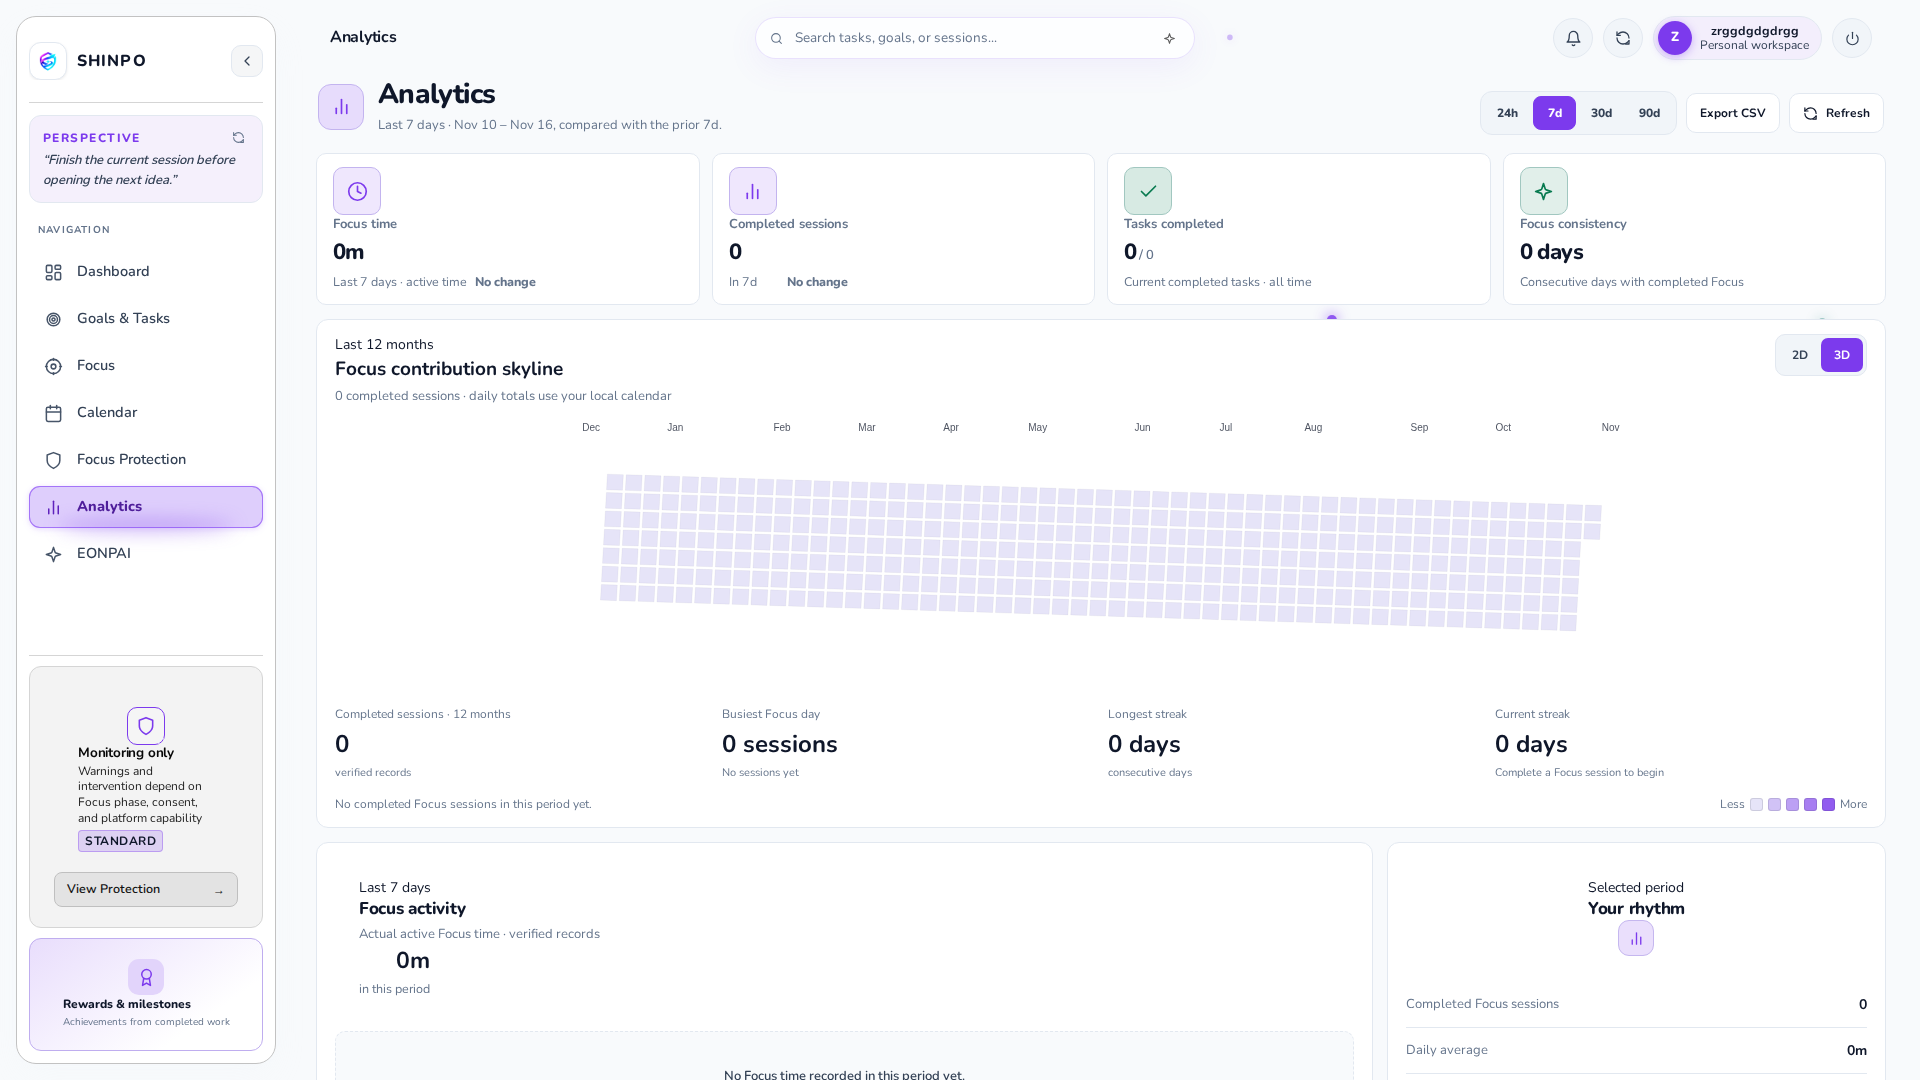 SHINPO
PERSPECTIVE
“Finish the current session before
opening the next idea.”
NAVIGATION
Dashboard
Goals & Tasks
Focus
Calendar
Focus Protection
Analytics
EONPAI
Monitoring only
Warnings and
intervention depend on
Focus phase, consent,
and platform capability
STANDARD
View Protection →
Rewards & milestones
Achievements from completed work
Analytics
Search tasks, goals, or sessions...
Z
zrggdgdgdrgg
Personal workspace
Analytics
Last 7 days · Nov 10 – Nov 16, compared with the prior 7d.
24h 7d 30d 90d Export CSV Refresh
Focus time
0m
Last 7 days · active time No change
Completed sessions
0
In 7d No change
Tasks completed
0 / 0
Current completed tasks · all time
Focus consistency
0 days
Consecutive days with completed Focus
Last 12 months
Focus contribution skyline
0 completed sessions · daily totals use your local calendar
2D 3D
Dec Jan Feb Mar Apr May Jun Jul Aug Sep Oct Nov
Completed sessions · 12 months
0
verified records
Busiest Focus day
0 sessions
No sessions yet
Longest streak
0 days
consecutive days
Current streak
0 days
Complete a Focus session to begin
No completed Focus sessions in this period yet.
Less More
Last 7 days
Focus activity
Actual active Focus time · verified records
0m
in this period
No Focus time recorded in this period yet.
Selected period
Your rhythm
Completed Focus sessions 0
Daily average 0m